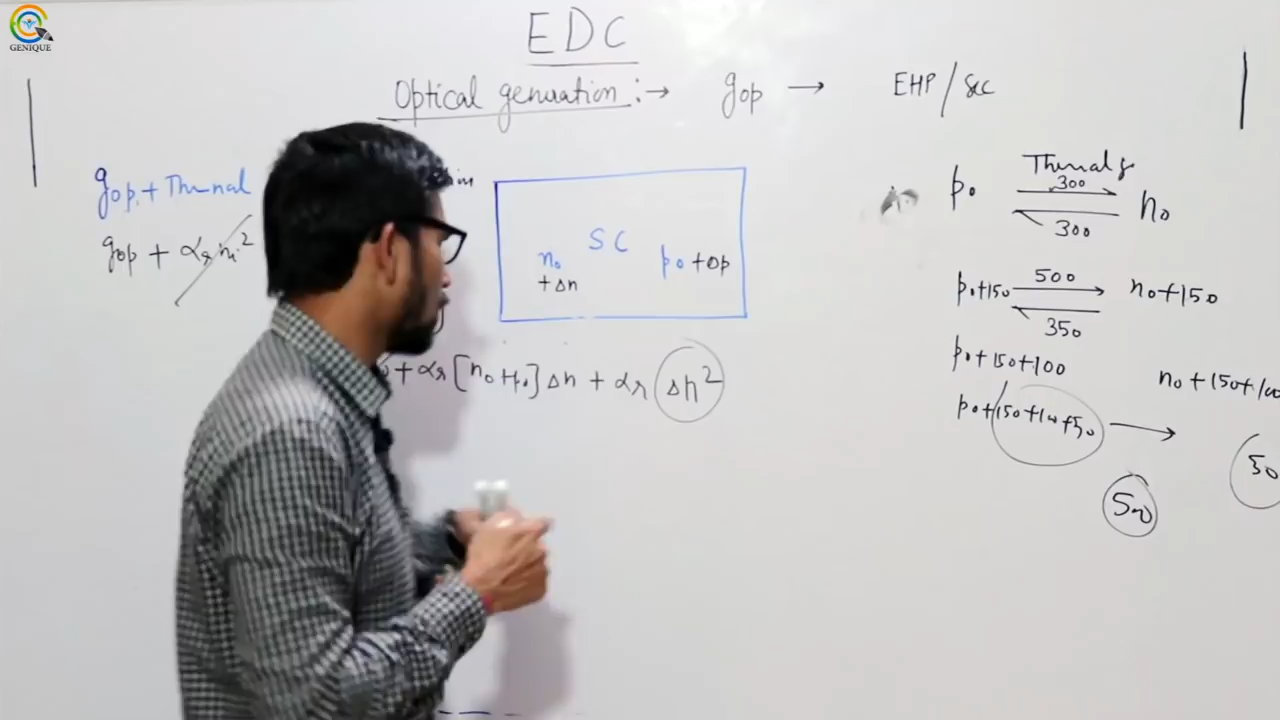 GENIQUE
EDC
Optical generation :→ gop → EHP/sec
gop + Thermal
gop + αr ni²
SC
n₀ + Δn
p₀ + Δp
+ αr [n₀+p₀] Δn + αr Δn²
Thermal g
p₀ 300 n₀
300
p₀+150 500 n₀+150
350
p₀+150+100
n₀+150+100
p₀+150+100+50 →
500
50